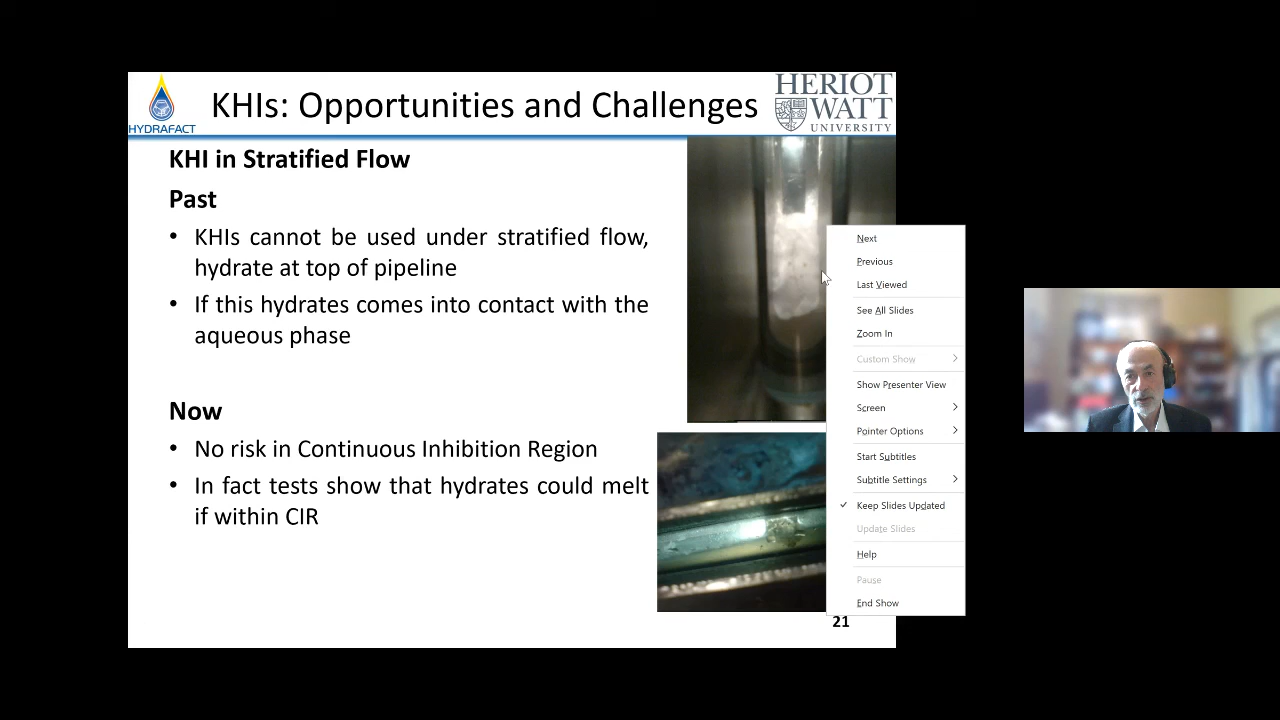 HYDRAFACT
KHIs: Opportunities and Challenges
HERIOT
WATT
UNIVERSITY
KHI in Stratified Flow
Past
• KHIs cannot be used under stratified flow,
hydrate at top of pipeline
• If this hydrates comes into contact with the
aqueous phase
Now
• No risk in Continuous Inhibition Region
• In fact tests show that hydrates could melt
if within CIR
21
Next
Previous
Last Viewed
See All Slides
Zoom In
Custom Show
Show Presenter View
Screen
Pointer Options
Start Subtitles
Subtitle Settings
Keep Slides Updated
Update Slides
Help
Pause
End Show